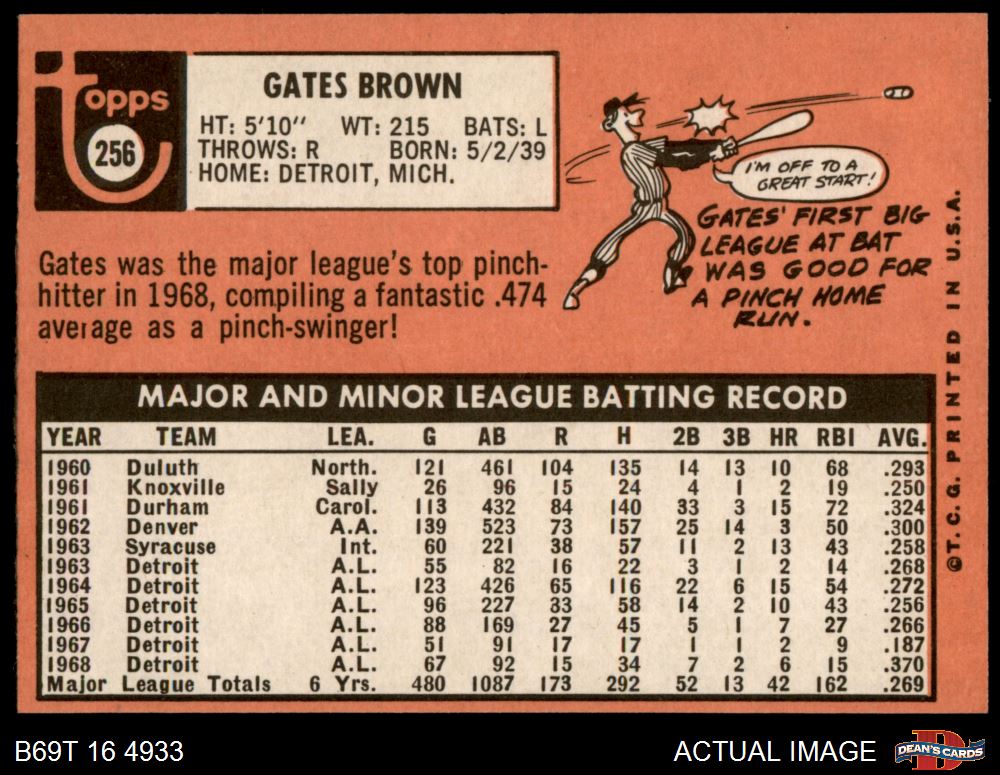 topps
256
GATES BROWN
HT: 5'10" WT: 215 BATS: L
THROWS: R BORN: 5/2/39
HOME: DETROIT, MICH.
I'M OFF TO A
GREAT START!
GATES' FIRST BIG
LEAGUE AT BAT
WAS GOOD FOR
A PINCH HOME
RUN.
Gates was the major league's top pinch-
hitter in 1968, compiling a fantastic .474
average as a pinch-swinger!
MAJOR AND MINOR LEAGUE BATTING RECORD
YEAR TEAM LEA. G AB R H 2B 3B HR RBI AVG.
1960 Duluth North. 121 461 104 135 14 13 10 68 .293
1961 Knoxville Sally 26 96 15 24 4 1 2 19 .250
1961 Durham Carol. 113 432 84 140 33 3 15 72 .324
1962 Denver A.A. 139 523 73 157 25 14 3 50 .300
1963 Syracuse Int. 60 221 38 57 11 2 13 43 .258
1963 Detroit A.L. 55 82 16 22 3 1 2 14 .268
1964 Detroit A.L. 123 426 65 116 22 6 15 54 .272
1965 Detroit A.L. 96 227 33 58 14 2 10 43 .256
1966 Detroit A.L. 88 169 27 45 5 1 7 27 .266
1967 Detroit A.L. 51 91 17 17 1 1 2 9 .187
1968 Detroit A.L. 67 92 15 34 7 2 6 15 .370
Major League Totals 6 Yrs. 480 1087 173 292 52 13 42 162 .269
©T. C. G. PRINTED IN U.S.A.
B69T 16 4933
ACTUAL IMAGE
DEAN'S CARDS